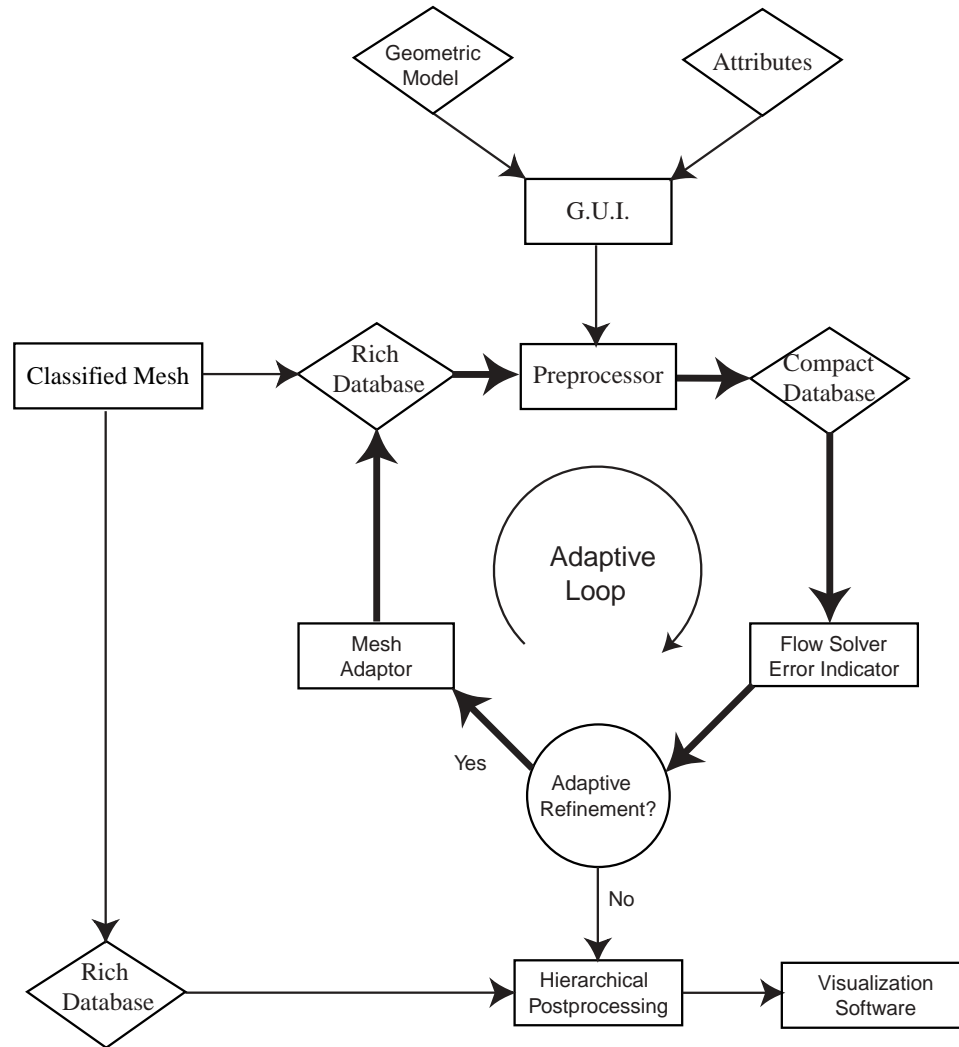 Geometric
Model
Attributes
G.U.I.
Classified Mesh
Rich
Database
Preprocessor
Compact
Database
Adaptive
Loop
Mesh
Adaptor
Flow Solver
Error Indicator
Yes
Adaptive
Refinement?
No
Rich
Database
Hierarchical
Postprocessing
Visualization
Software